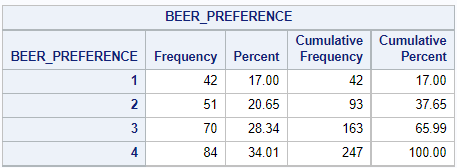 BEER_PREFERENCE
Cumulative Cumulative
BEER_PREFERENCE Frequency Percent Frequency Percent
1 42 17.00 42 17.00
2 51 20.65 93 37.65
3 70 28.34 163 65.99
4 84 34.01 247 100.00